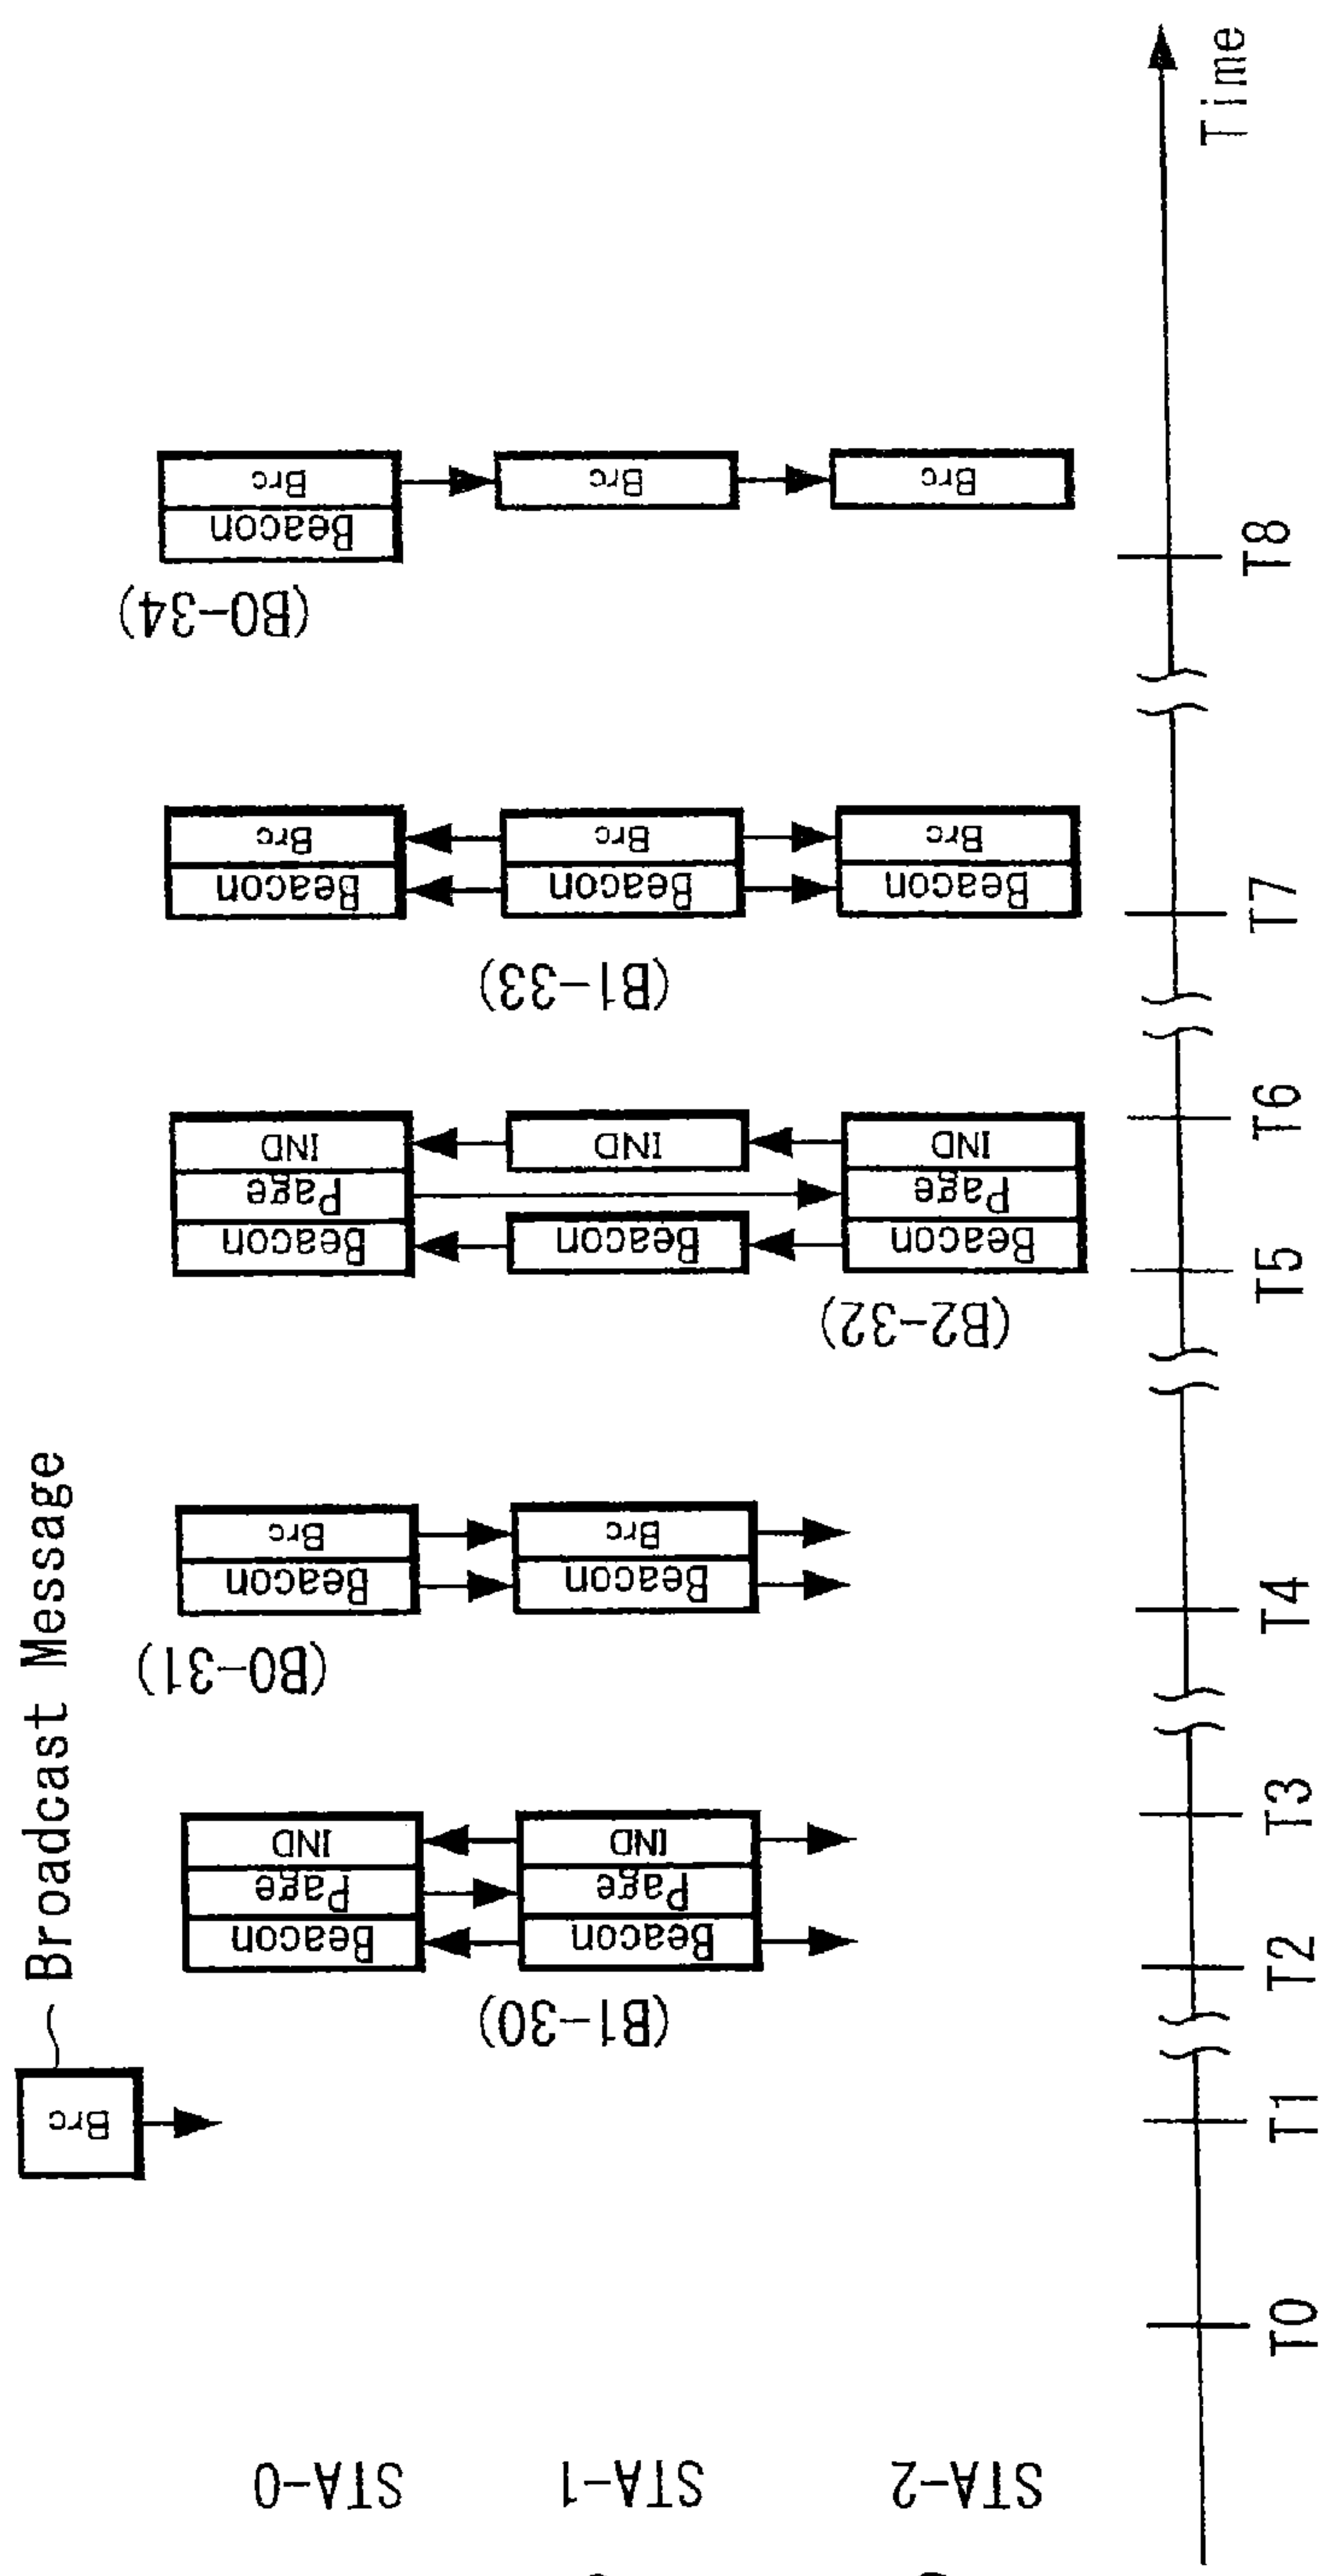 Broadcast Message
Brc
STA-0
STA-1
STA-2
(B1-30)
Beacon
Page
IND
Beacon
Page
IND
(B0-31)
Beacon
Brc
Beacon
Brc
(B2-32)
Beacon
Page
IND
Beacon
IND
Beacon
Page
IND
(B1-33)
Beacon
Brc
Beacon
Brc
Beacon
Brc
(B0-34)
Beacon
Brc
Brc
Brc
T0
T1
T2
T3
T4
T5
T6
T7
T8
Time